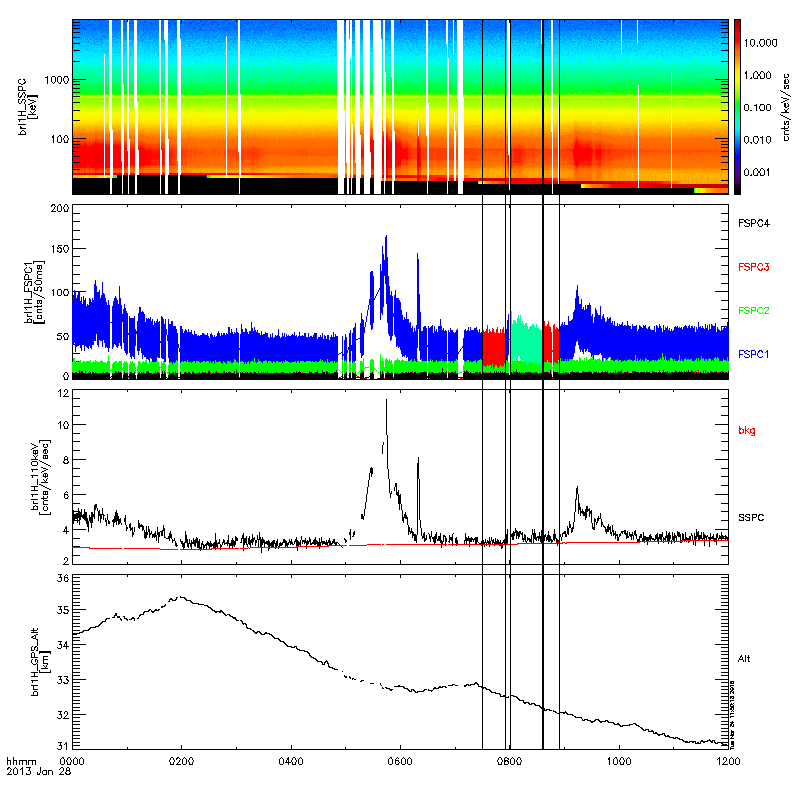 brl1H_SSPC
[keV]
1000
100
10.000
1.000
0.100
0.010
0.001
cnts/keV/sec
brl1H_FSPC1
[cnts/50ms]
200
150
100
50
0
FSPC4
FSPC3
FSPC2
FSPC1
brl1H_110keV
[cnts/keV/sec]
12
10
8
6
4
2
bkg
SSPC
brl1H_GPS_Alt
[km]
36
35
34
33
32
31
Alt
0000 0200 0400 0600 0800 1000 1200
hhmm
2013 Jan 28